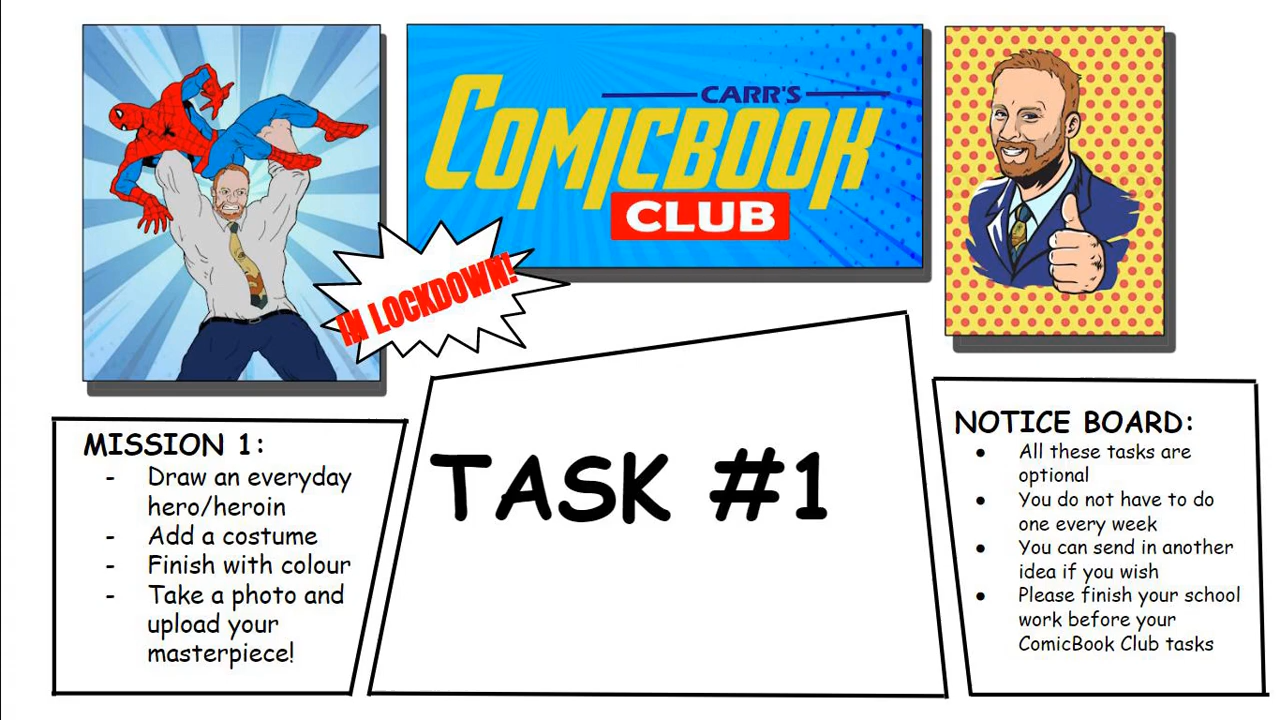 CARR'S
COMICBOOK
CLUB
IN LOCKDOWN!
MISSION 1:
- Draw an everyday
hero/heroin
- Add a costume
- Finish with colour
- Take a photo and
upload your
masterpiece!
TASK #1
NOTICE BOARD:
● All these tasks are
optional
● You do not have to do
one every week
● You can send in another
idea if you wish
● Please finish your school
work before your
ComicBook Club tasks